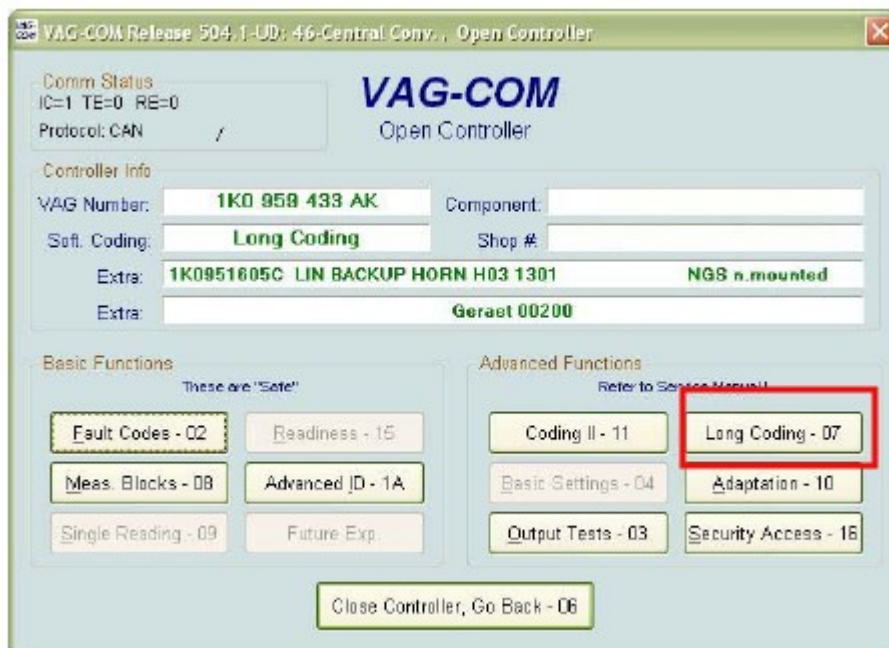 VAG-COM Release 504.1-UD: 46-Central Conv. , Open Controller
Comm Status
IC=1 TE=0 RE=0
Protocol: CAN /
VAG-COM
Open Controller
Controller Info
VAG Number: 1K0 959 433 AK Component:
Soft. Coding: Long Coding Shop #:
Extra: 1K0951605C LIN BACKUP HORN H03 1301 NGS n.mounted
Extra: Geraet 00200
Basic Functions
These are "Safe"
Fault Codes - 02 Readiness - 15
Meas. Blocks - 08 Advanced ID - 1A
Single Reading - 09 Future Exp.
Advanced Functions
Refer to Service Manual!
Coding II - 11 Long Coding - 07
Basic Settings - 04 Adaptation - 10
Output Tests - 03 Security Access - 16
Close Controller, Go Back - 06